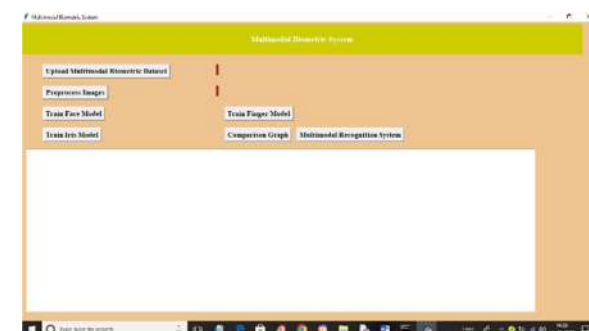 Multimodal Biometric System
Multimodal Biometric System
Upload Multimodal Biometric Dataset
Preprocess Images
Train Face Model Train Finger Model
Train Iris Model Comparison Graph Multimodal Recognition System